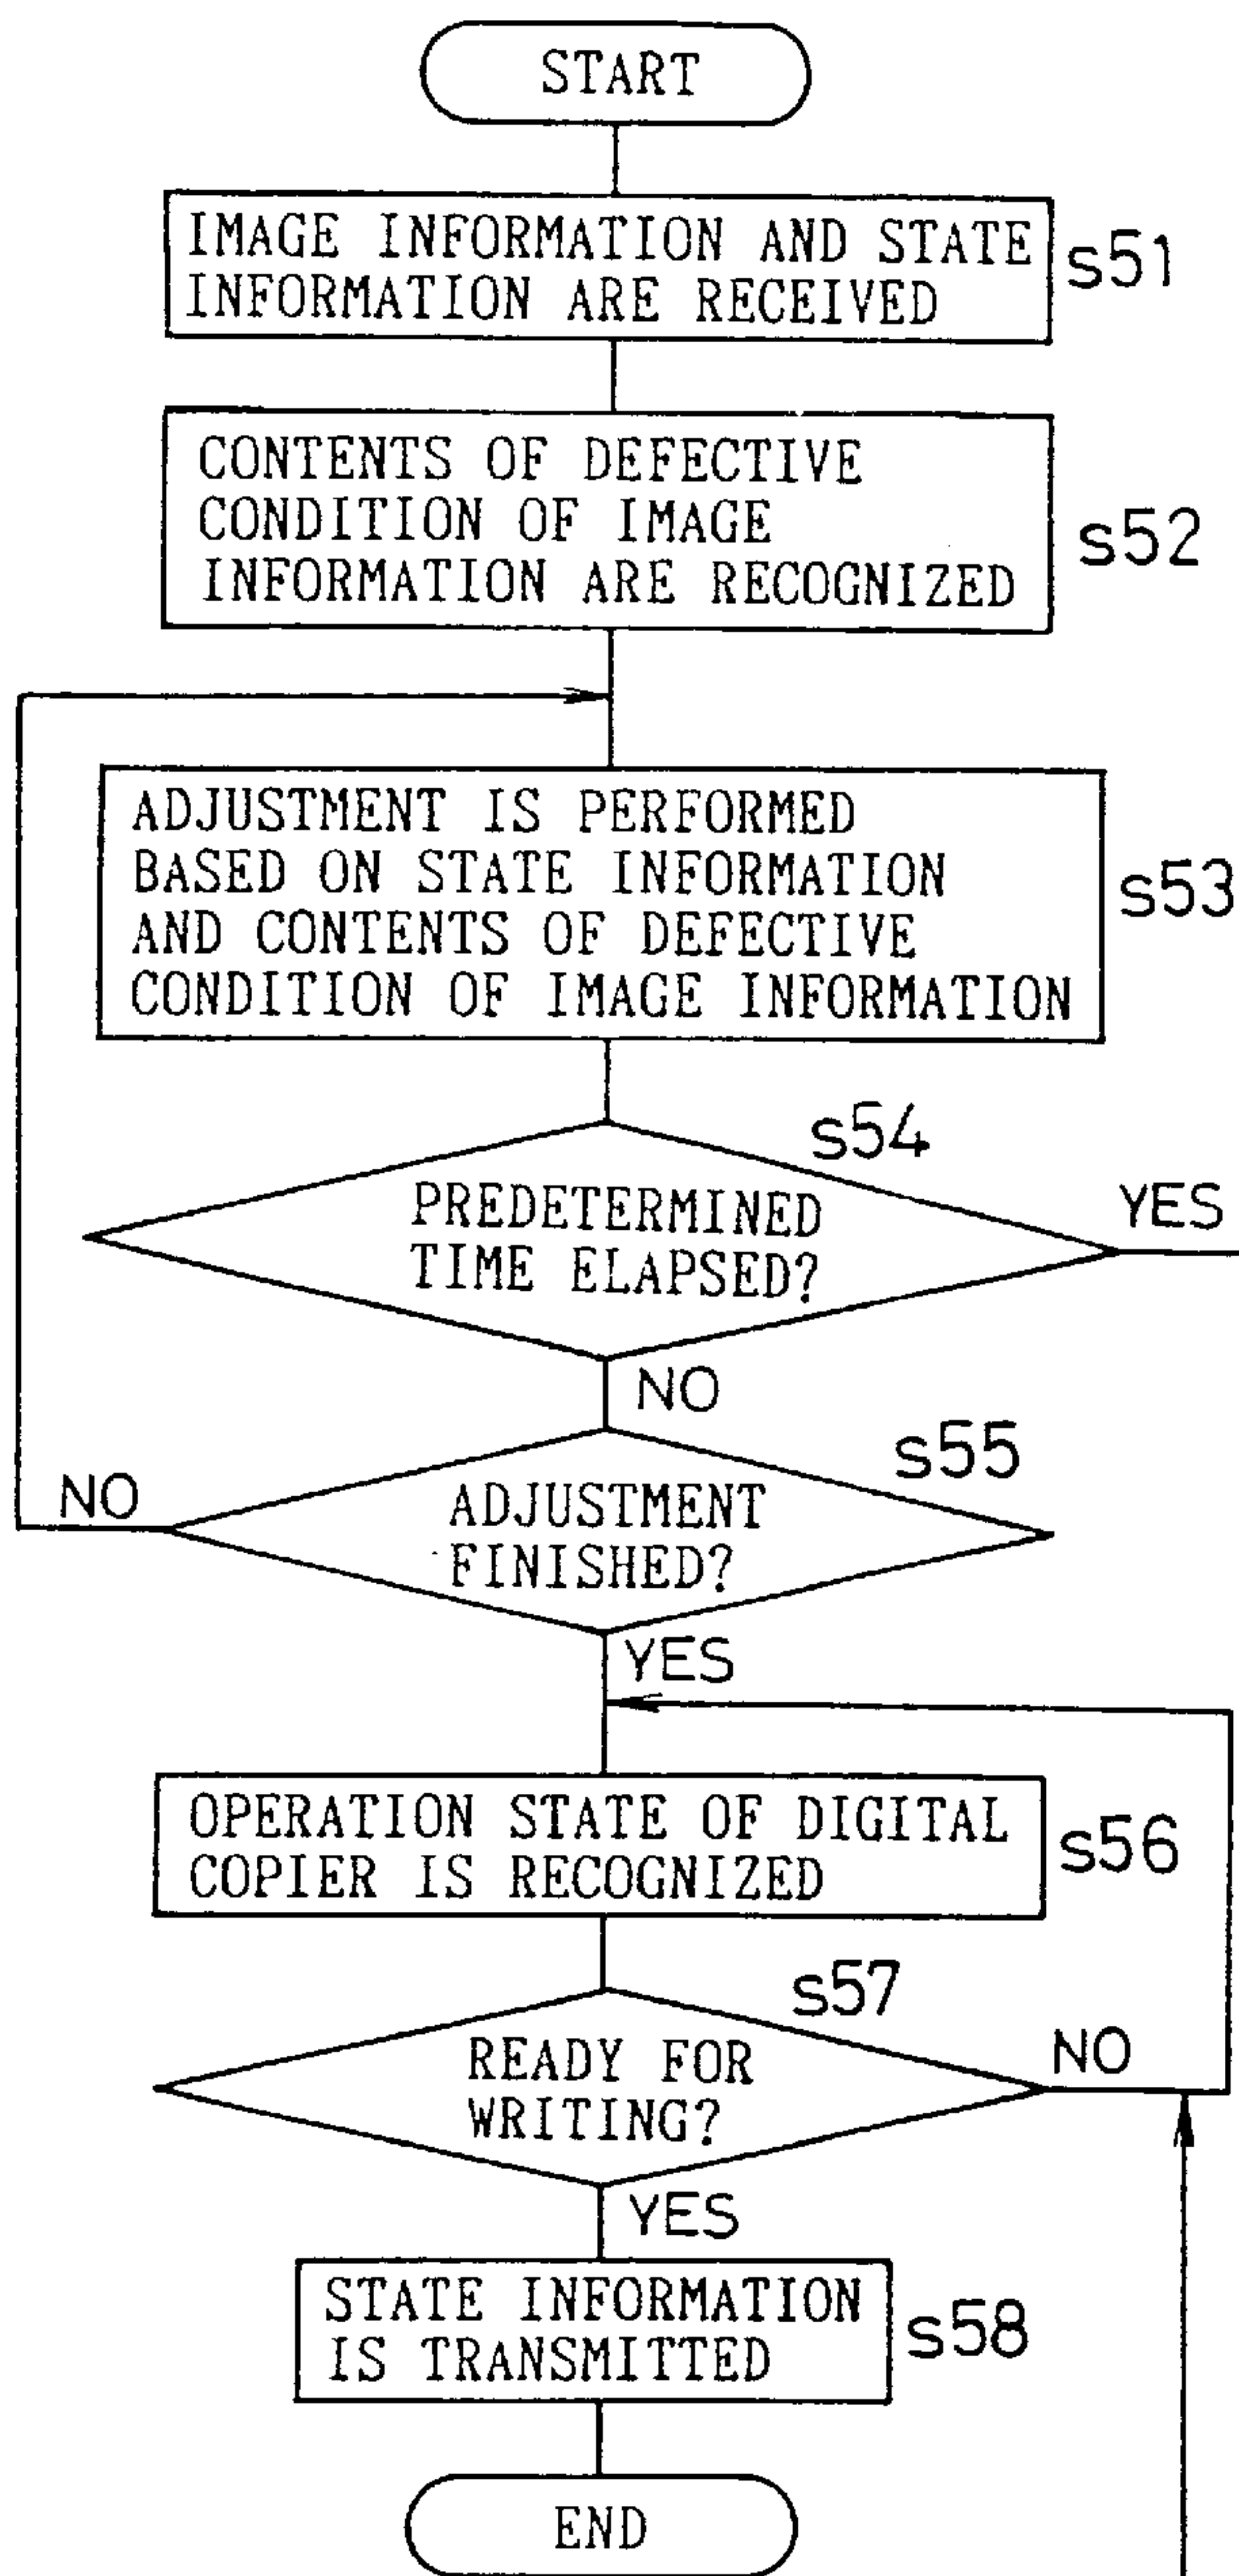 START
IMAGE INFORMATION AND STATE
INFORMATION ARE RECEIVED
s51
CONTENTS OF DEFECTIVE
CONDITION OF IMAGE
INFORMATION ARE RECOGNIZED
s52
ADJUSTMENT IS PERFORMED
BASED ON STATE INFORMATION
AND CONTENTS OF DEFECTIVE
CONDITION OF IMAGE INFORMATION
s53
s54
PREDETERMINED
TIME ELAPSED?
YES
NO
s55
ADJUSTMENT
FINISHED?
NO
YES
OPERATION STATE OF DIGITAL
COPIER IS RECOGNIZED
s56
s57
READY FOR
WRITING?
NO
YES
STATE INFORMATION
IS TRANSMITTED
s58
END